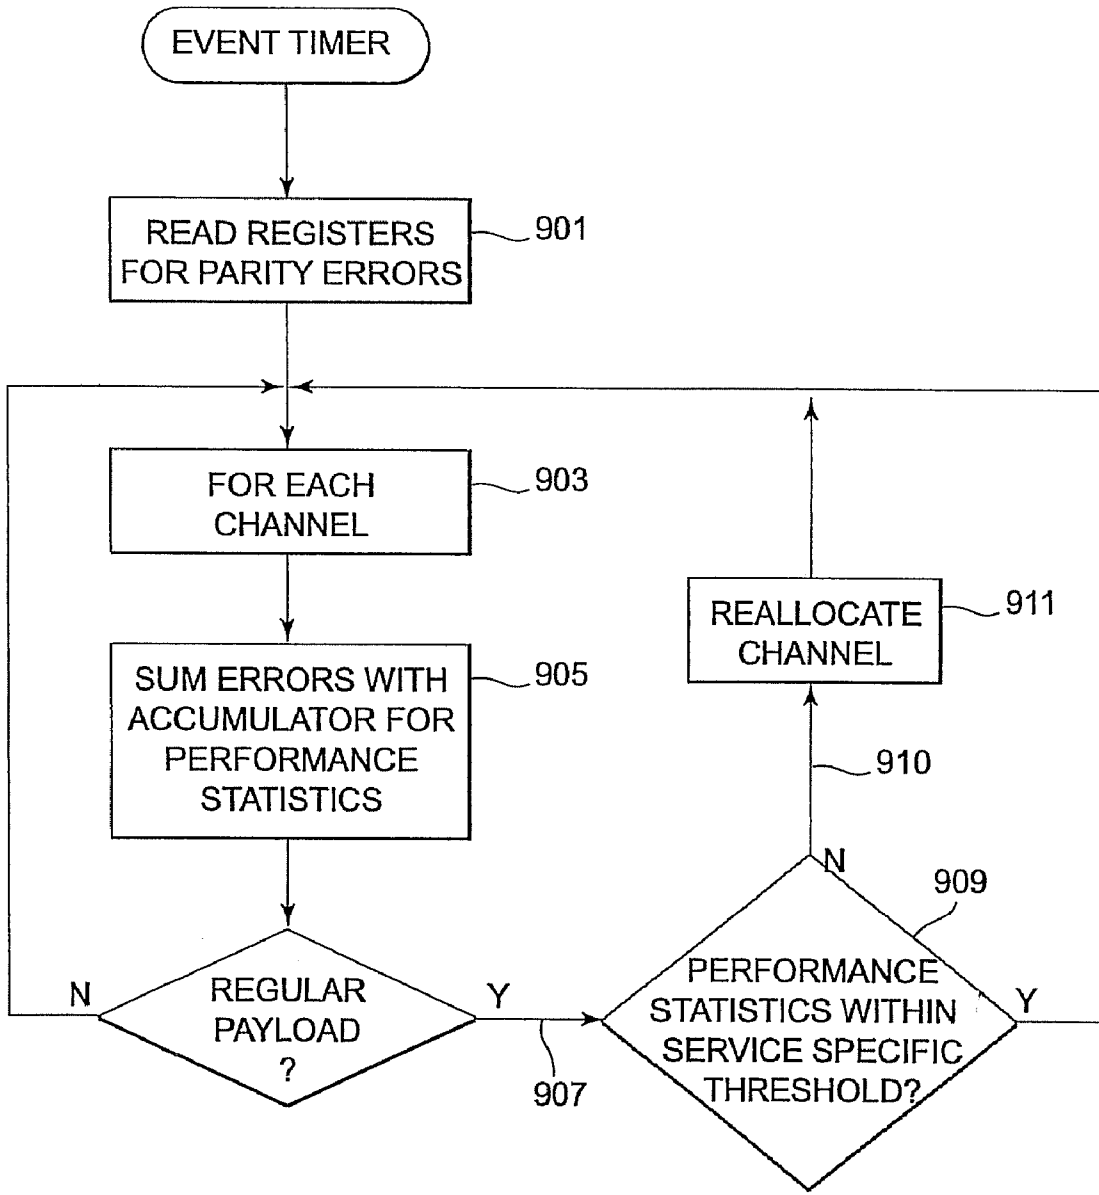 EVENT TIMER
READ REGISTERS
FOR PARITY ERRORS
901
FOR EACH
CHANNEL
903
SUM ERRORS WITH
ACCUMULATOR FOR
PERFORMANCE
STATISTICS
905
REGULAR
PAYLOAD
?
N
Y
907
PERFORMANCE
STATISTICS WITHIN
SERVICE SPECIFIC
THRESHOLD?
909
N
Y
910
REALLOCATE
CHANNEL
911